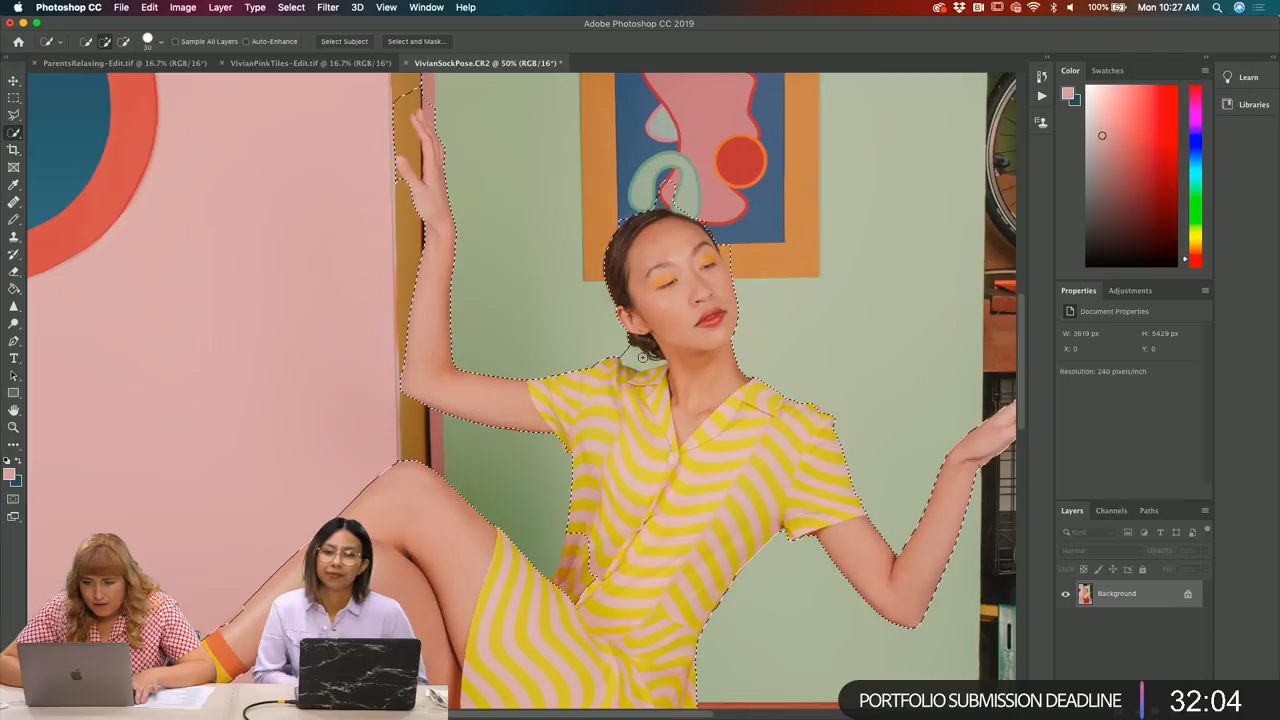 Photoshop CC File Edit Image Layer Type Select Filter 3D View Window Help 100% Mon 10:27 AM
Adobe Photoshop CC 2019
30 Sample All Layers Auto-Enhance Select Subject Select and Mask...
ParentsRelaxing-Edit.tif @ 16.7% (RGB/16*) VivianPinkTiles-Edit.tif @ 16.7% (RGB/16*) VivianSockPose.CR2 @ 50% (RGB/16*) *
Color Swatches
Learn
Libraries
Properties Adjustments
Document Properties
W: 3619 px H: 5429 px
X: 0 Y: 0
Resolution: 240 pixels/inch
Layers Channels Paths
Kind
Normal Opacity: 100%
Lock: Fill: 100%
Background
PORTFOLIO SUBMISSION DEADLINE 32:04